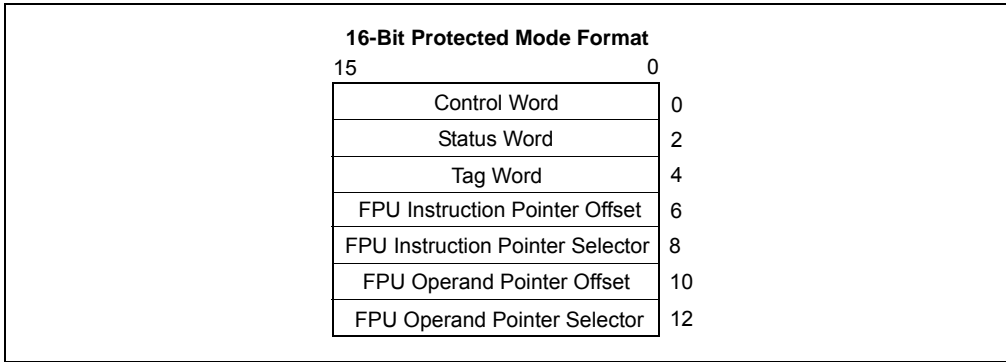 16-Bit Protected Mode Format
15 0
Control Word 0
Status Word 2
Tag Word 4
FPU Instruction Pointer Offset 6
FPU Instruction Pointer Selector 8
FPU Operand Pointer Offset 10
FPU Operand Pointer Selector 12